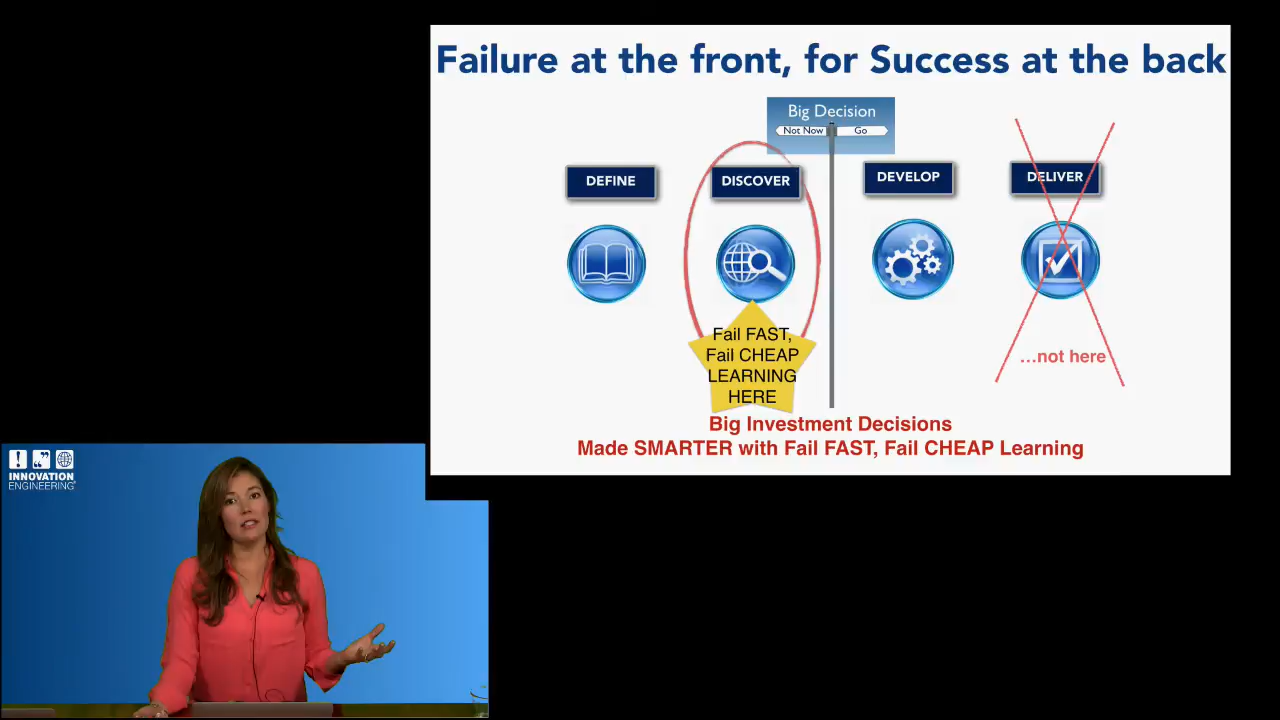 Failure at the front, for Success at the back
Big Decision
Not Now Go
DEFINE
DISCOVER
DEVELOP
DELIVER
Fail FAST,
Fail CHEAP
LEARNING
HERE
…not here
Big Investment Decisions
Made SMARTER with Fail FAST, Fail CHEAP Learning
INNOVATION
ENGINEERING